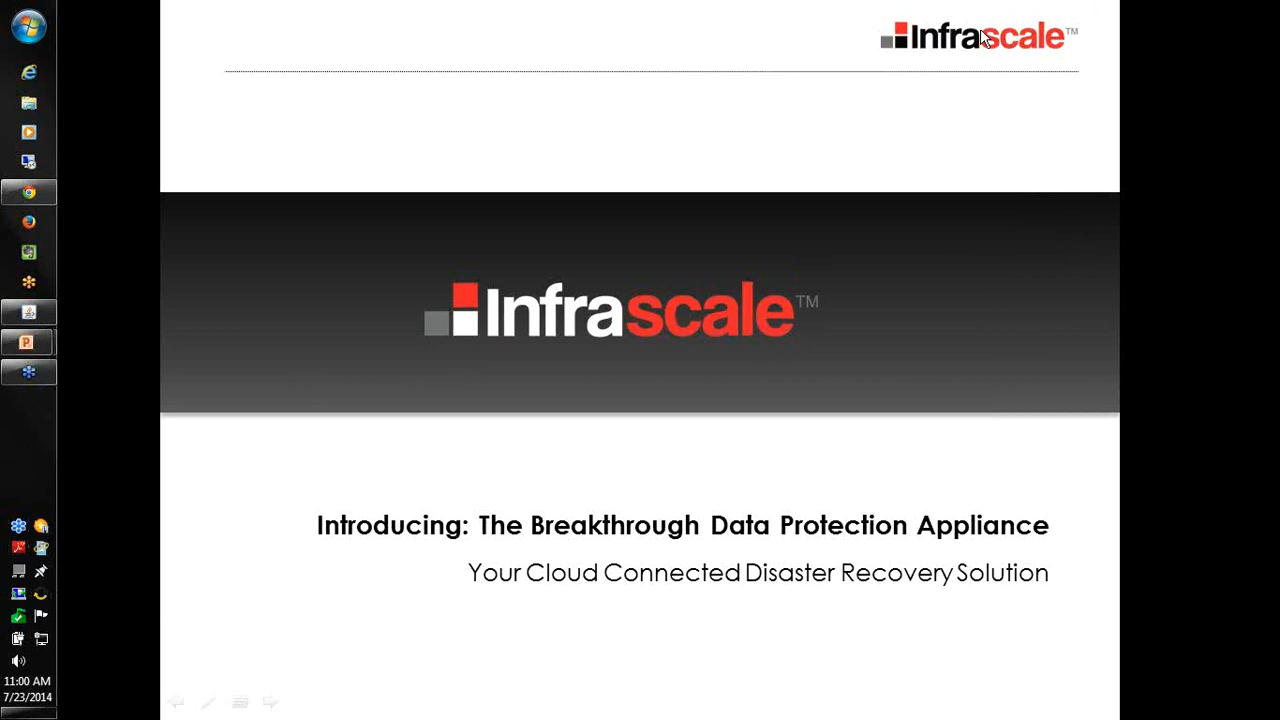 Infrascale™
Infrascale™
Introducing: The Breakthrough Data Protection Appliance
Your Cloud Connected Disaster Recovery Solution
11:00 AM
7/23/2014